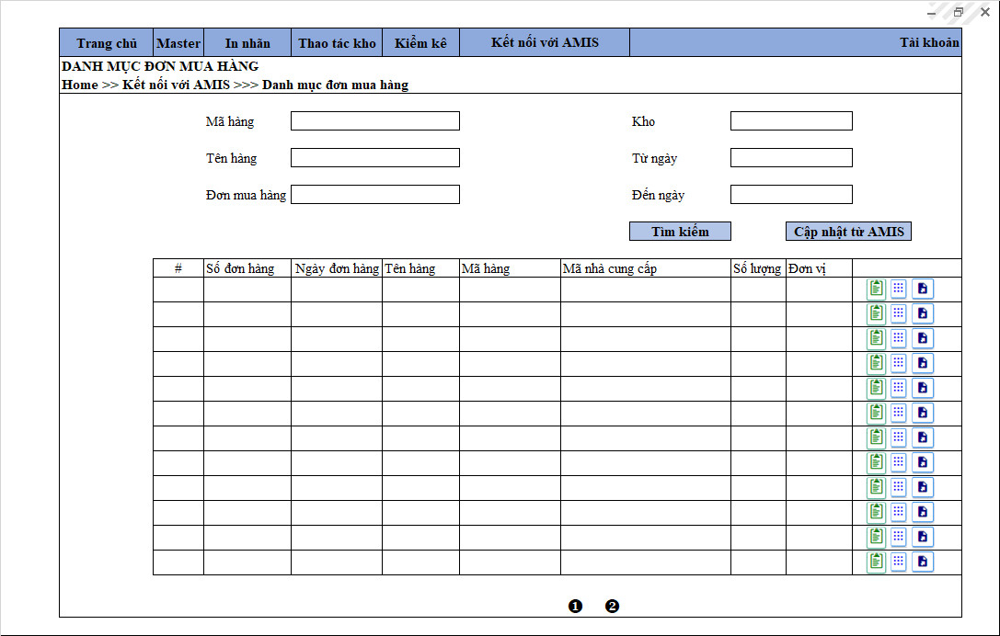 Trang chủ Master In nhãn Thao tác kho Kiểm kê Kết nối với AMIS Tài khoản
DANH MỤC ĐƠN MUA HÀNG
Home >> Kết nối với AMIS >>> Danh mục đơn mua hàng
Mã hàng Kho
Tên hàng Từ ngày
Đơn mua hàng Đến ngày
Tìm kiếm Cập nhật từ AMIS
# Số đơn hàng Ngày đơn hàng Tên hàng Mã hàng Mã nhà cung cấp Số lượng Đơn vị
1 2